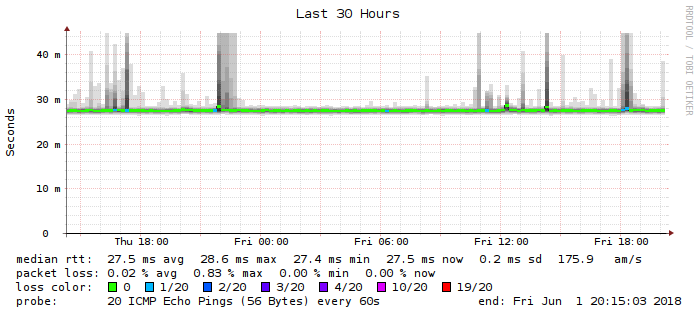 Last 30 Hours
RRDTOOL / TOBI OETIKER
Seconds
40 m
30 m
20 m
10 m
0
Thu 18:00 Fri 00:00 Fri 06:00 Fri 12:00 Fri 18:00
median rtt: 27.5 ms avg 28.6 ms max 27.4 ms min 27.5 ms now 0.2 ms sd 175.9 am/s
packet loss: 0.02 % avg 0.83 % max 0.00 % min 0.00 % now
loss color: 0 1/20 2/20 3/20 4/20 10/20 19/20
probe: 20 ICMP Echo Pings (56 Bytes) every 60s end: Fri Jun 1 20:15:03 2018